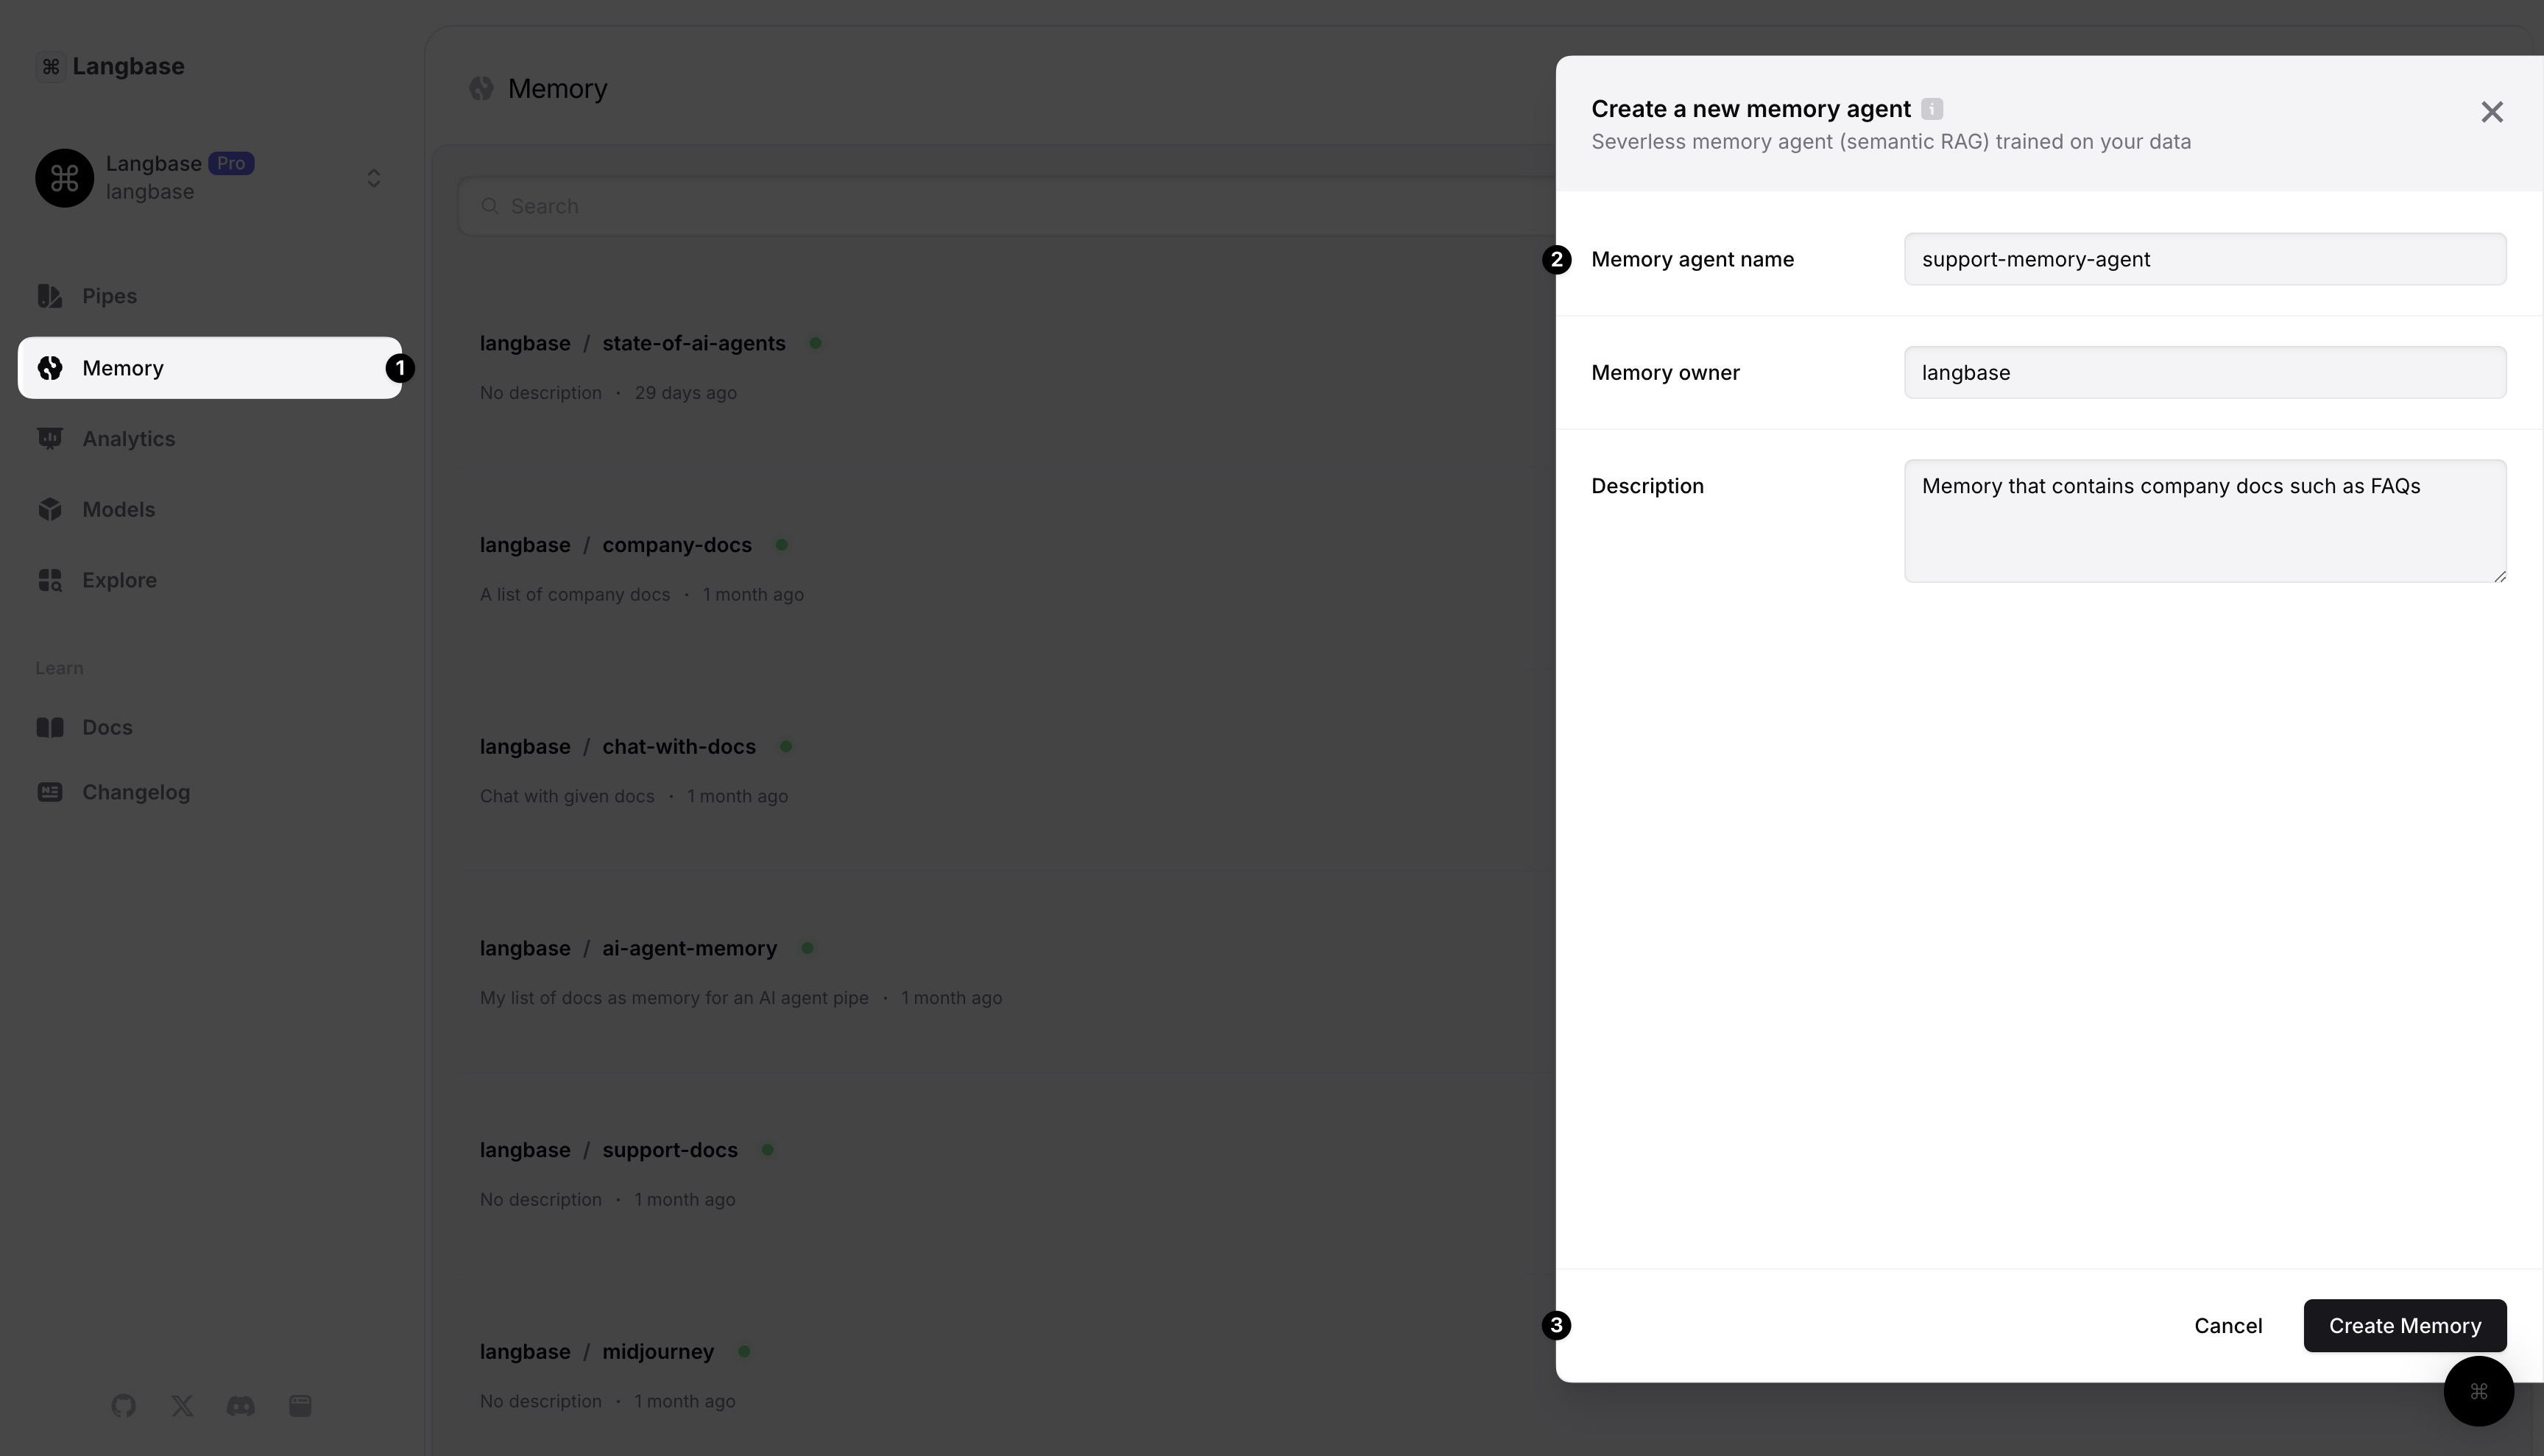 ⌘ Langbase
Langbase Pro
langbase
Pipes
Memory 1
Analytics
Models
Explore
Learn
Docs
Changelog
Memory
Search
langbase / state-of-ai-agents
No description · 29 days ago
langbase / company-docs
A list of company docs · 1 month ago
langbase / chat-with-docs
Chat with given docs · 1 month ago
langbase / ai-agent-memory
My list of docs as memory for an AI agent pipe · 1 month ago
langbase / support-docs
No description · 1 month ago
langbase / midjourney
No description · 1 month ago
Create a new memory agent i
Severless memory agent (semantic RAG) trained on your data
2 Memory agent name support-memory-agent
Memory owner langbase
Description Memory that contains company docs such as FAQs
3 Cancel Create Memory
⌘